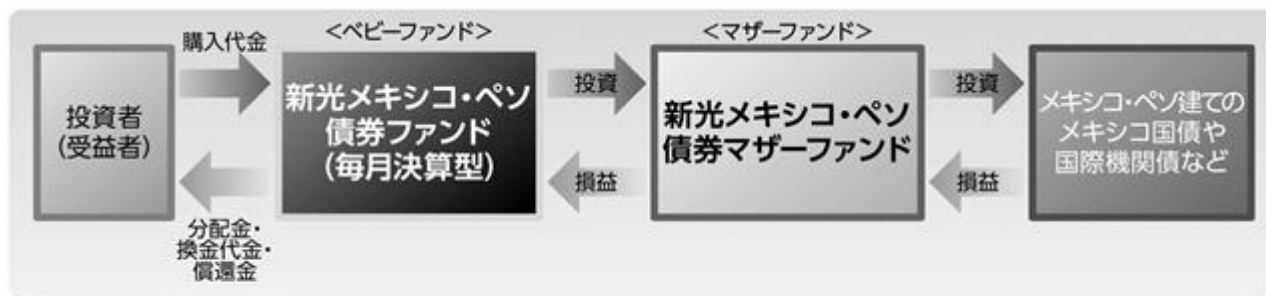 購入代金
投資者
(受益者)
分配金・
換金代金・
償還金
<ベビーファンド>
新光メキシコ・ペソ
債券ファンド
(毎月決算型)
投資
損益
<マザーファンド>
新光メキシコ・ペソ
債券マザーファンド
投資
損益
メキシコ・ペソ建ての
メキシコ国債や
国際機関債など